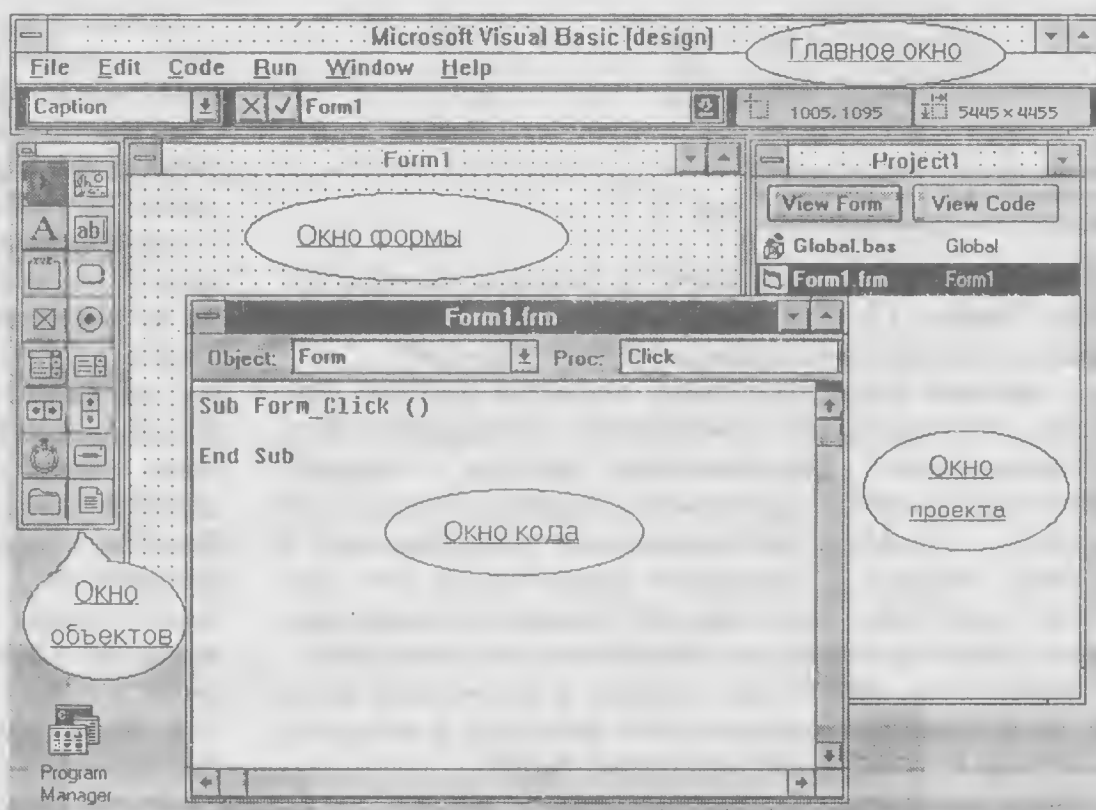 Microsoft Visual Basic [design]
Главное окно
File Edit Code Run Window Help
Caption
Form1
1005, 1095
5445 × 4455
Form1
Project1
View Form View Code
Окно формы
Global.bas Global
Form1.frm Form1
A
ab
XYZ
Form1.frm
Object: Form Proc: Click
Sub Form_Click ()
End Sub
Окно
проекта
Окно кода
Окно
объектов
Program
Manager